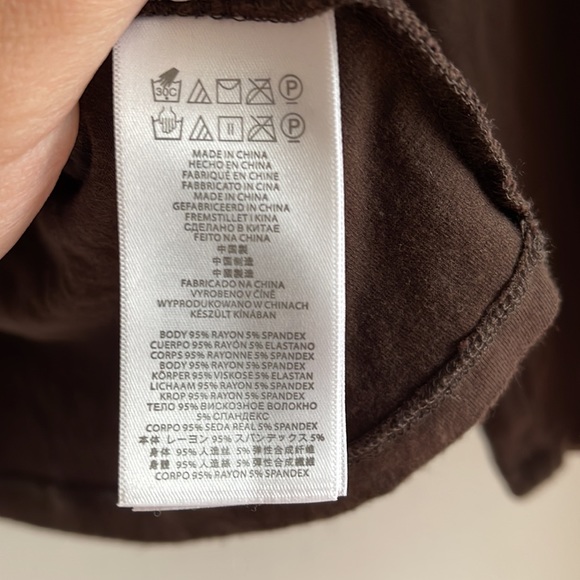 30C
P
P
MADE IN CHINA
HECHO EN CHINA
FABRIQUÉ EN CHINE
FABBRICATO IN CINA
MADE IN CHINA
GEFABRICEERD IN CHINA
FREMSTILLET I KINA
СДЕЛАНО В КИТАЕ
FEITO NA CHINA
中国製
中国制造
中國製造
FABRICADO NA CHINA
VYROBENO V ČÍNĚ
WYPRODUKOWANO W CHINACH
KÉSZÜLT KÍNÁBAN
BODY 95% RAYON 5% SPANDEX
CUERPO 95% RAYÓN 5% ELASTANO
CORPS 95% RAYONNE 5% SPANDEX
BODY 95% RAYON 5% SPANDEX
KÖRPER 95% VISKOSE 5% ELASTAN
LICHAAM 95% RAYON 5% SPANDEX
KROP 95% RAYON 5% SPANDEX
ТЕЛО 95% ВИСКОЗНОЕ ВОЛОКНО
5% СПАНДЕКС
CORPO 95% SEDA REAL 5% SPANDEX
本体 レーヨン 95% スパンデックス 5%
身体 95% 人造丝 5% 弹性合成纤维
身體 95% 人造絲 5% 彈性合成纖維
CORPO 95% RAYON 5% SPANDEX